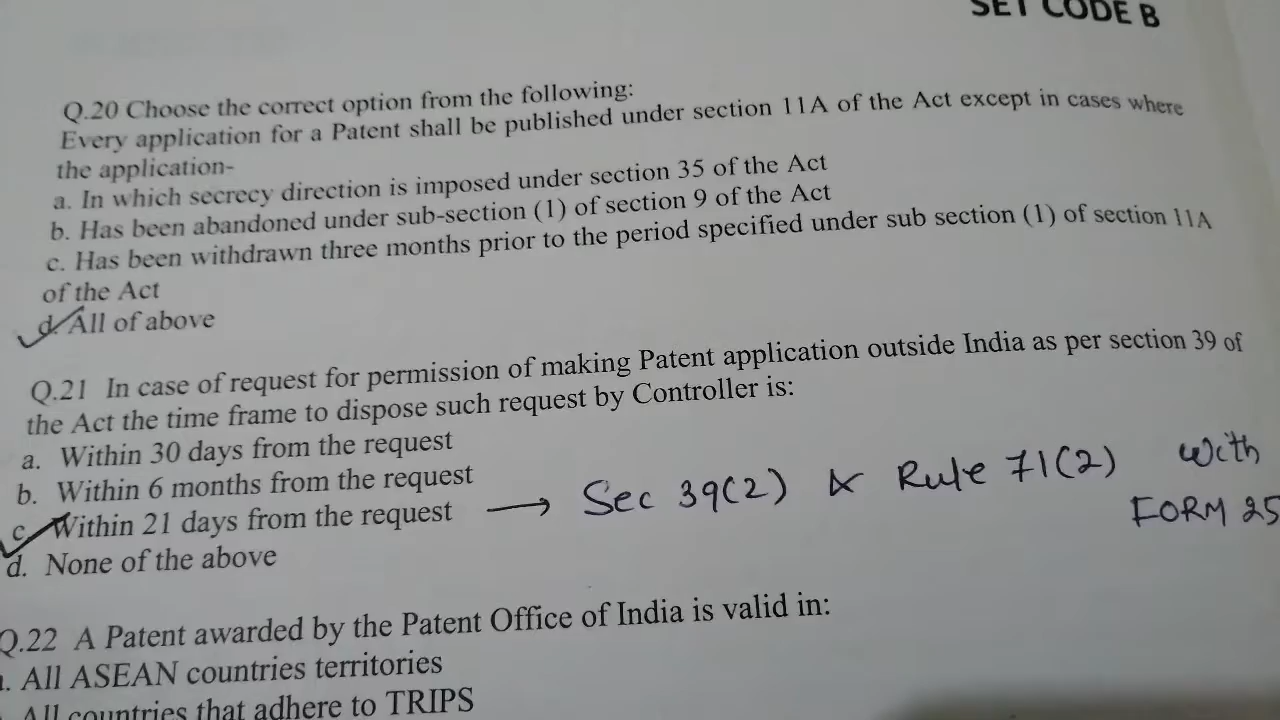 SET CODE B
Q.20 Choose the correct option from the following:
Every application for a Patent shall be published under section 11A of the Act except in cases where
the application-
a. In which secrecy direction is imposed under section 35 of the Act
b. Has been abandoned under sub-section (1) of section 9 of the Act
c. Has been withdrawn three months prior to the period specified under sub section (1) of section 11A
of the Act
d. All of above
Q.21 In case of request for permission of making Patent application outside India as per section 39 of
the Act the time frame to dispose such request by Controller is:
a. Within 30 days from the request
b. Within 6 months from the request
c. Within 21 days from the request → Sec 39(2) & Rule 71(2) with
FORM 25
d. None of the above
Q.22 A Patent awarded by the Patent Office of India is valid in:
. All ASEAN countries territories
All countries that adhere to TRIPS